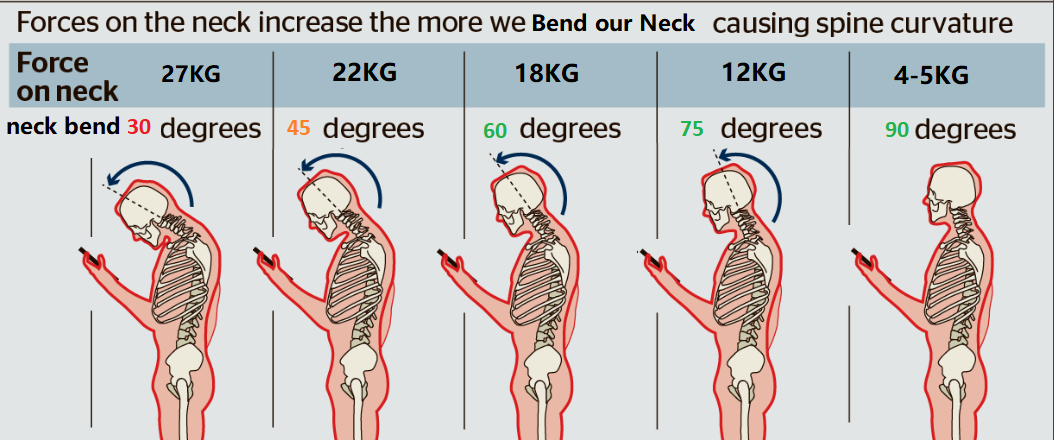 Forces on the neck increase the more we Bend our Neck causing spine curvature
Force on neck 27KG 22KG 18KG 12KG 4-5KG
neck bend 30 degrees 45 degrees 60 degrees 75 degrees 90 degrees